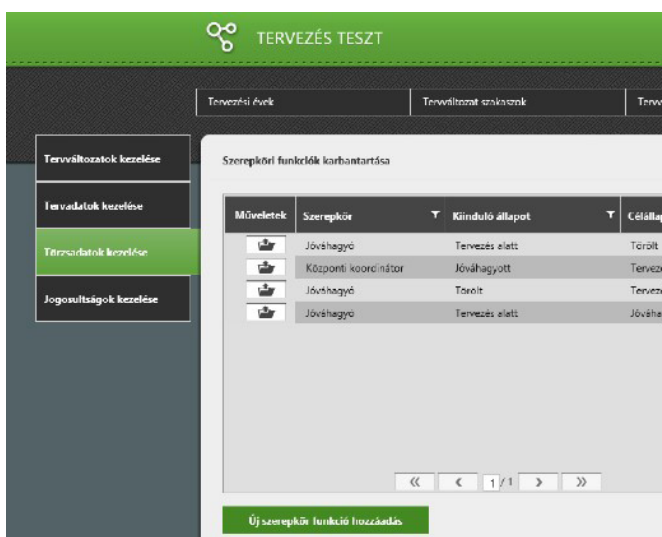 TERVEZÉS TESZT
Tervezési évek
Tervváltozat szakaszok
Tervváltozatok kezelése
Tervadatok kezelése
Törzsadatok kezelése
Jogosultságok kezelése
Szerepköri funkciók karbantartása
Műveletek Szerepkör Kiinduló állapot
Jóváhagyó Tervezés alatt Törölt
Központi koordinátor Jóváhagyott
Jóváhagyó Törölt
Jóváhagyó Tervezés alatt
1 / 1
Új szerepkör funkció hozzáadás